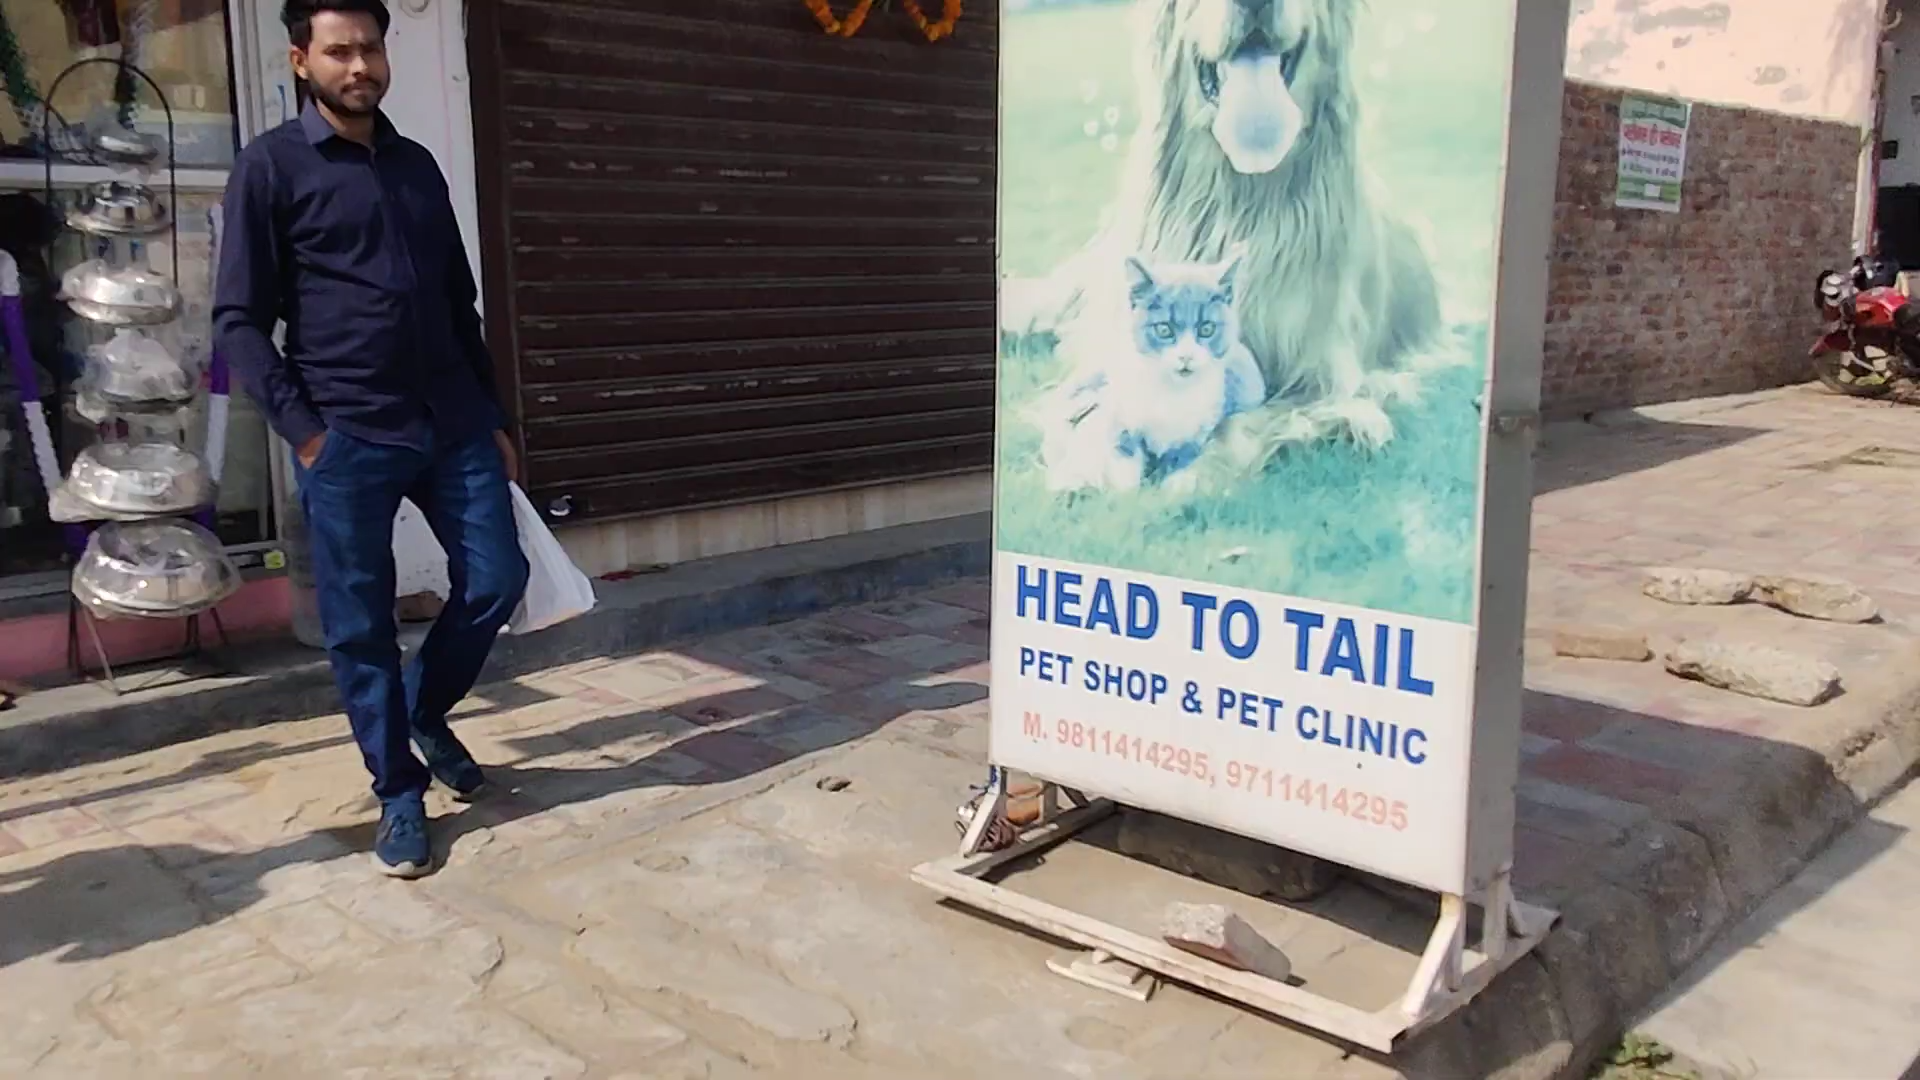 HEAD TO TAIL
PET SHOP & PET CLINIC
M. 9811414295, 9711414295